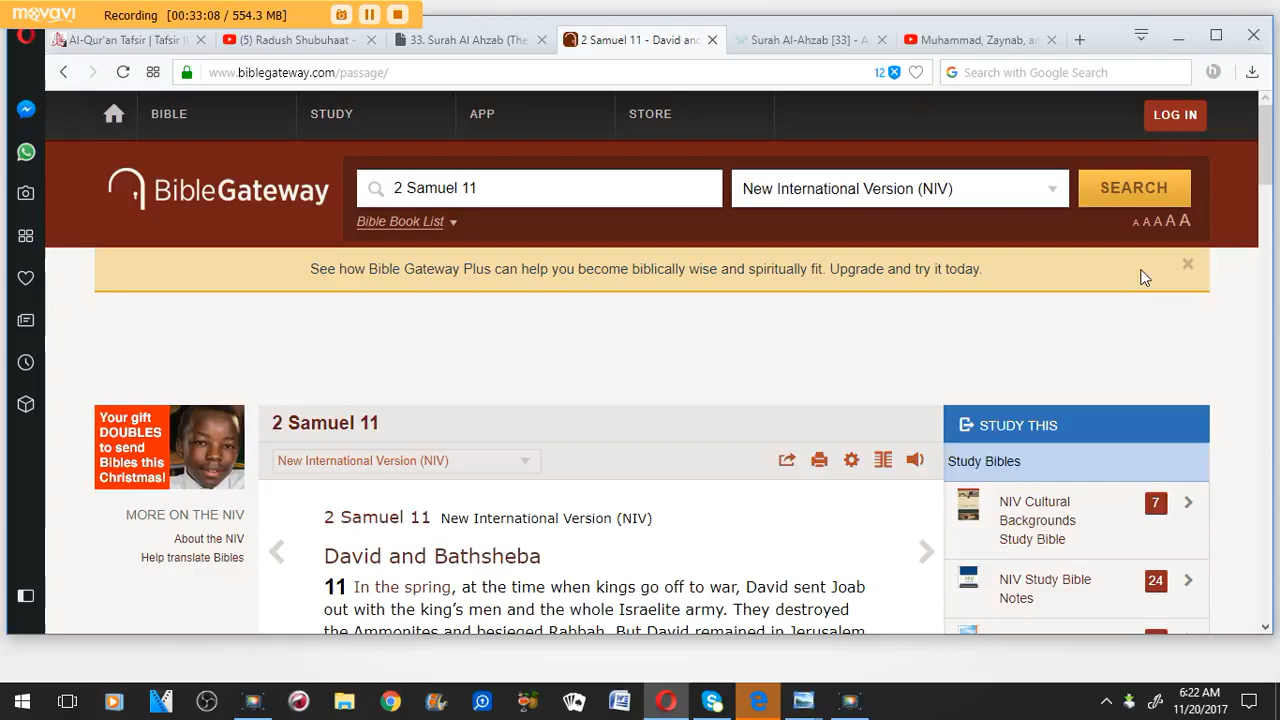 movavi Recording [00:33:08 / 554.3 MB]
Al-Qur'an Tafsir | Tafsir I
(5) Radush Shubuhaat -
33. Surah Al Ahzab (The
2 Samuel 11 - David and
Surah Al-Ahzab [33] - A
Muhammad, Zaynab, an
www.biblegateway.com/passage/
12
Search with Google Search
BIBLE STUDY APP STORE LOG IN
BibleGateway
2 Samuel 11
New International Version (NIV)
SEARCH
Bible Book List
A A A A A
See how Bible Gateway Plus can help you become biblically wise and spiritually fit. Upgrade and try it today.
Your gift
DOUBLES
to send
Bibles this
Christmas!
MORE ON THE NIV
About the NIV
Help translate Bibles
2 Samuel 11
New International Version (NIV)
2 Samuel 11 New International Version (NIV)
David and Bathsheba
11 In the spring, at the time when kings go off to war, David sent Joab
out with the king's men and the whole Israelite army. They destroyed
the Ammonites and besieged Rabbah. But David remained in Jerusalem
STUDY THIS
Study Bibles
NIV Cultural
Backgrounds
Study Bible
7
NIV Study Bible
Notes
24
6:22 AM
11/20/2017